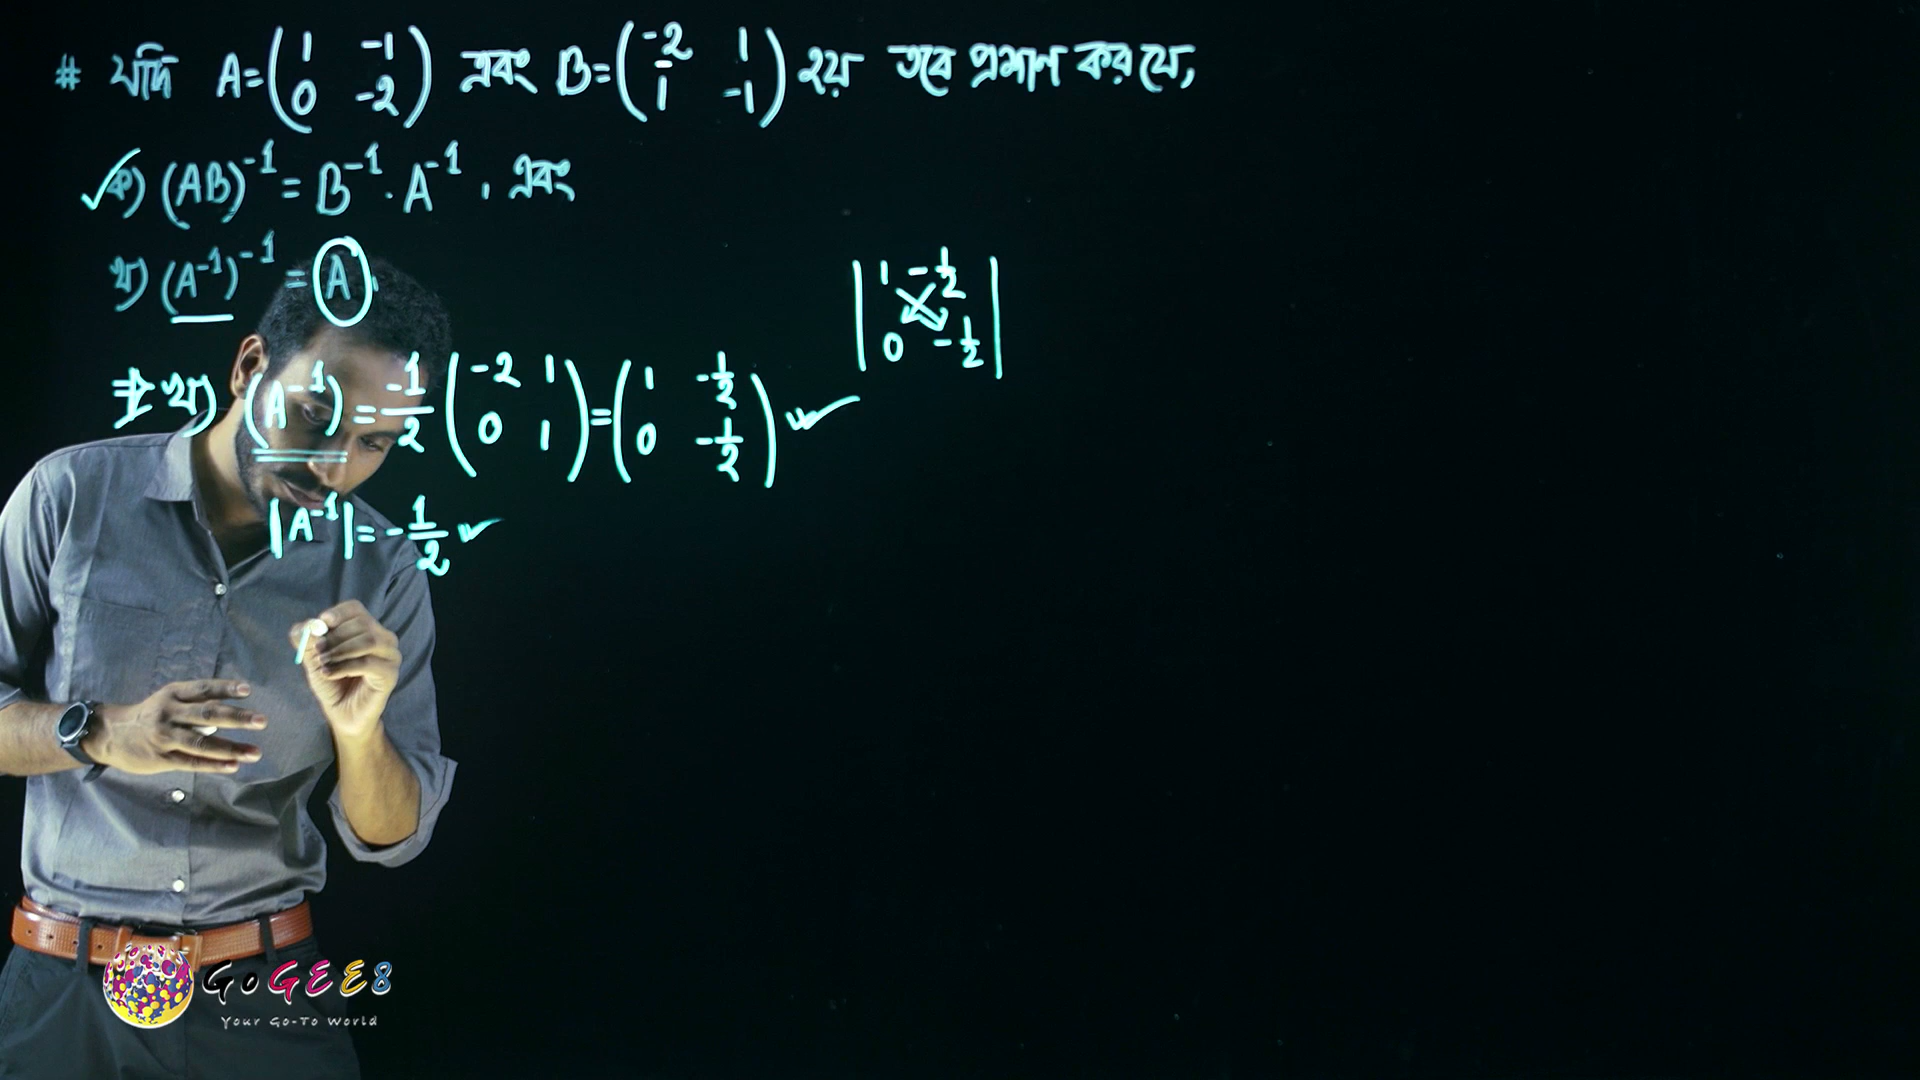 # যদি A=(1 -1 0 -2) এবং B=(-2 1 1 -1) হয় তবে প্রমাণ কর যে,
ক) (AB)⁻¹ = B⁻¹ · A⁻¹, এবং
খ) (A⁻¹)⁻¹ = A,
|1 -1/2 0 -1/2|
⇒ খ) (A⁻¹) = -1/2 (-2 1 0 1) = (1 -1/2 0 -1/2)
|A⁻¹| = -1/2
GoGEE8
Your Go-To World